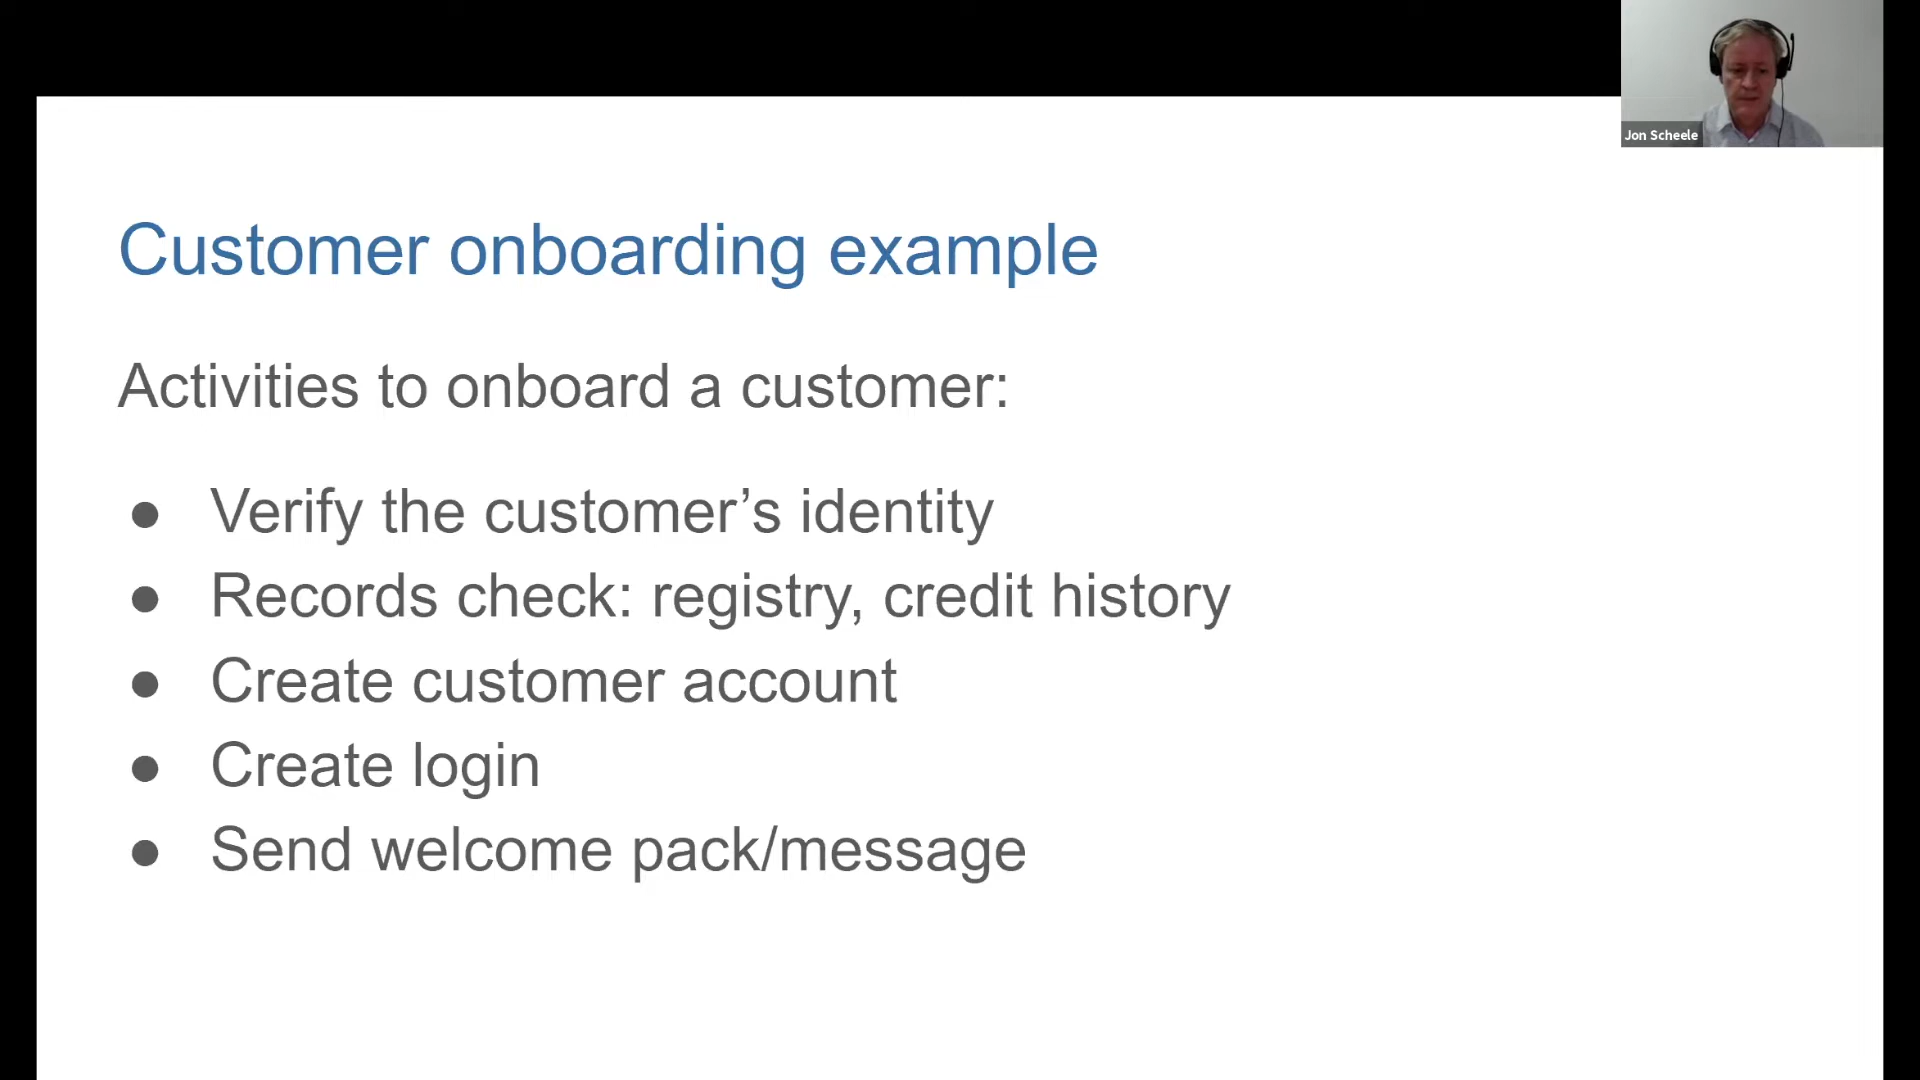 Jon Scheele
Customer onboarding example
Activities to onboard a customer:
● Verify the customer’s identity
● Records check: registry, credit history
● Create customer account
● Create login
● Send welcome pack/message